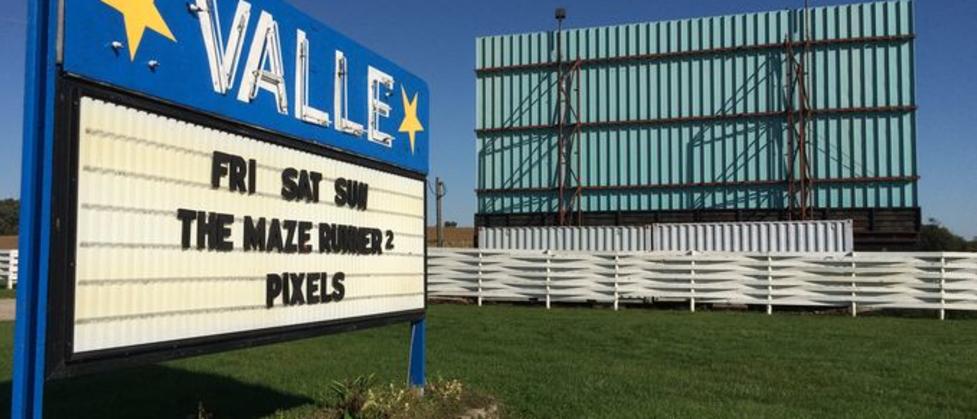 VALLE
FRI SAT SUN
THE MAZE RUNNER 2
PIXELS